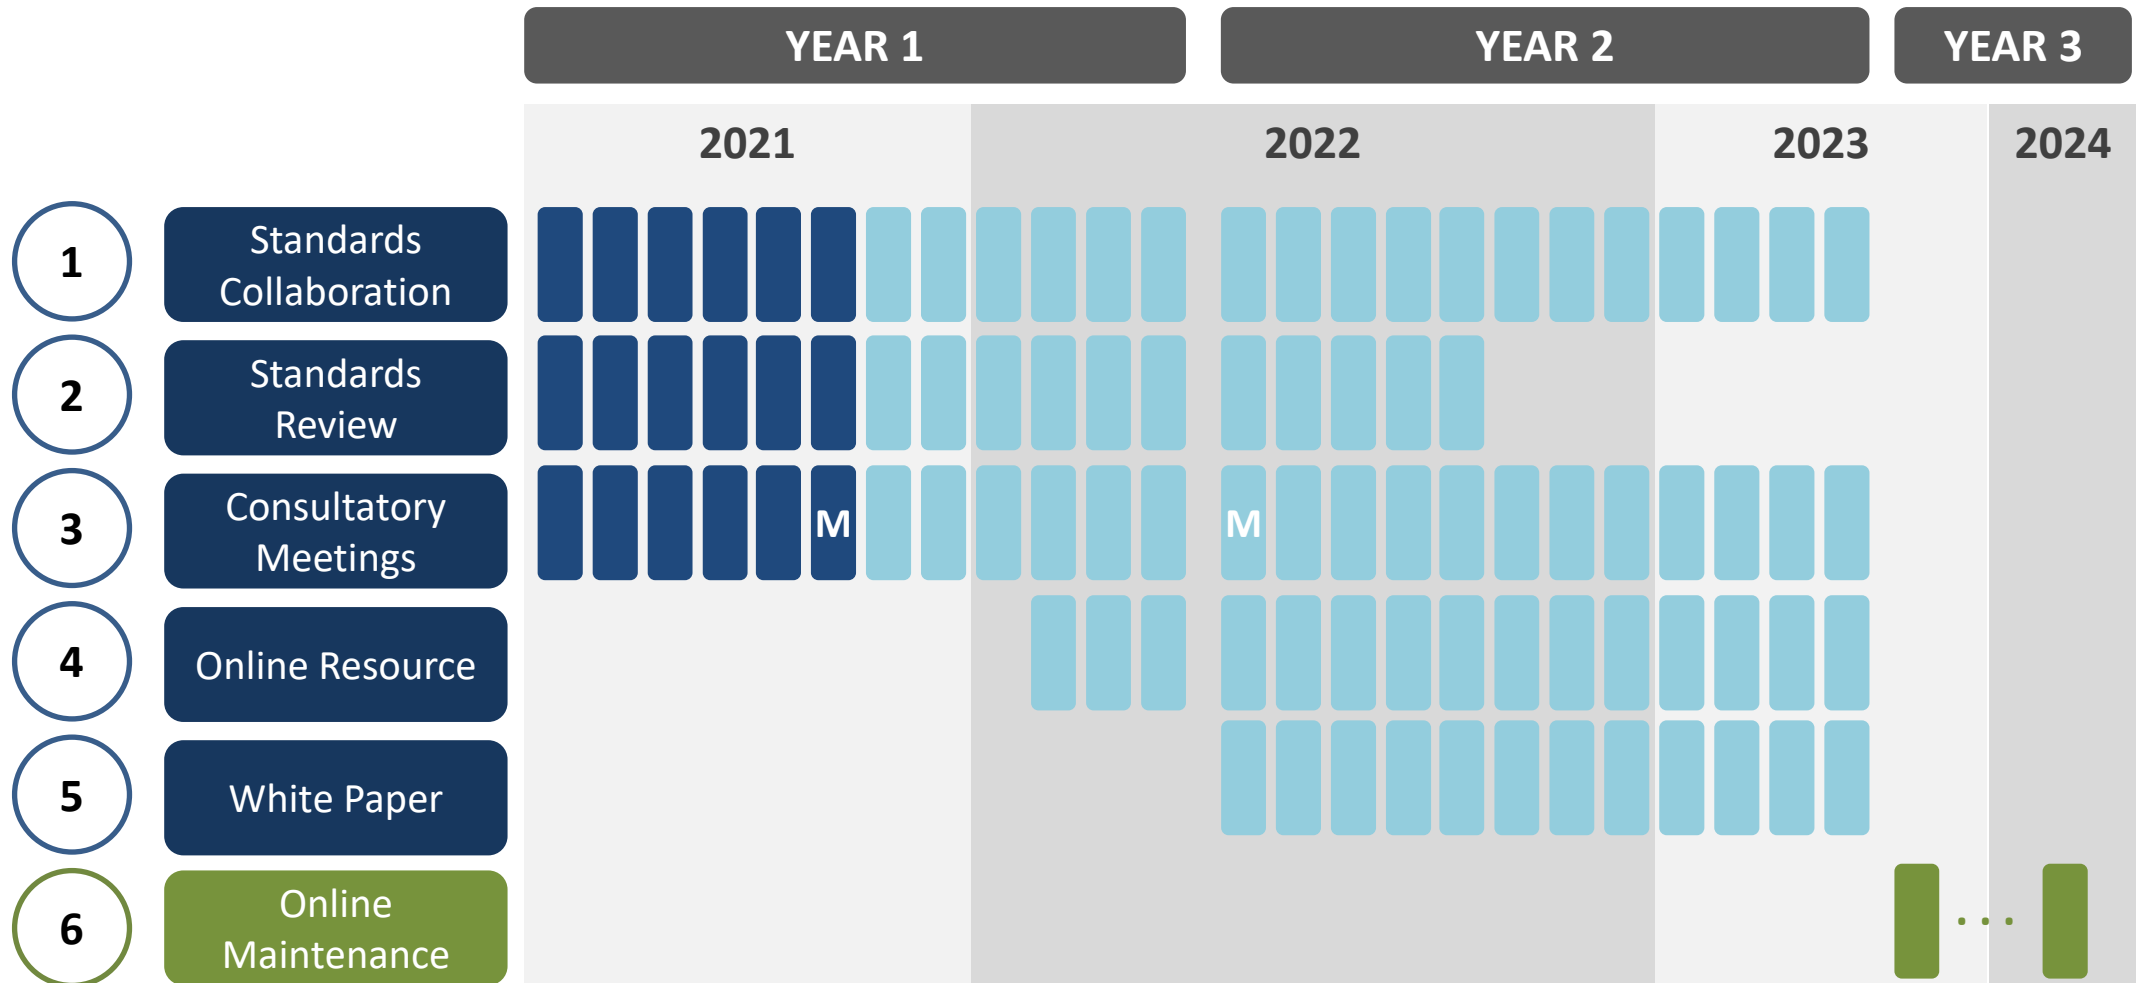 YEAR 1
YEAR 2
YEAR 3
2021
2022
2023
2024
1
Standards
Collaboration
2
Standards
Review
3
Consultatory
Meetings
M
M
4
Online Resource
5
White Paper
6
Online
Maintenance
. . .